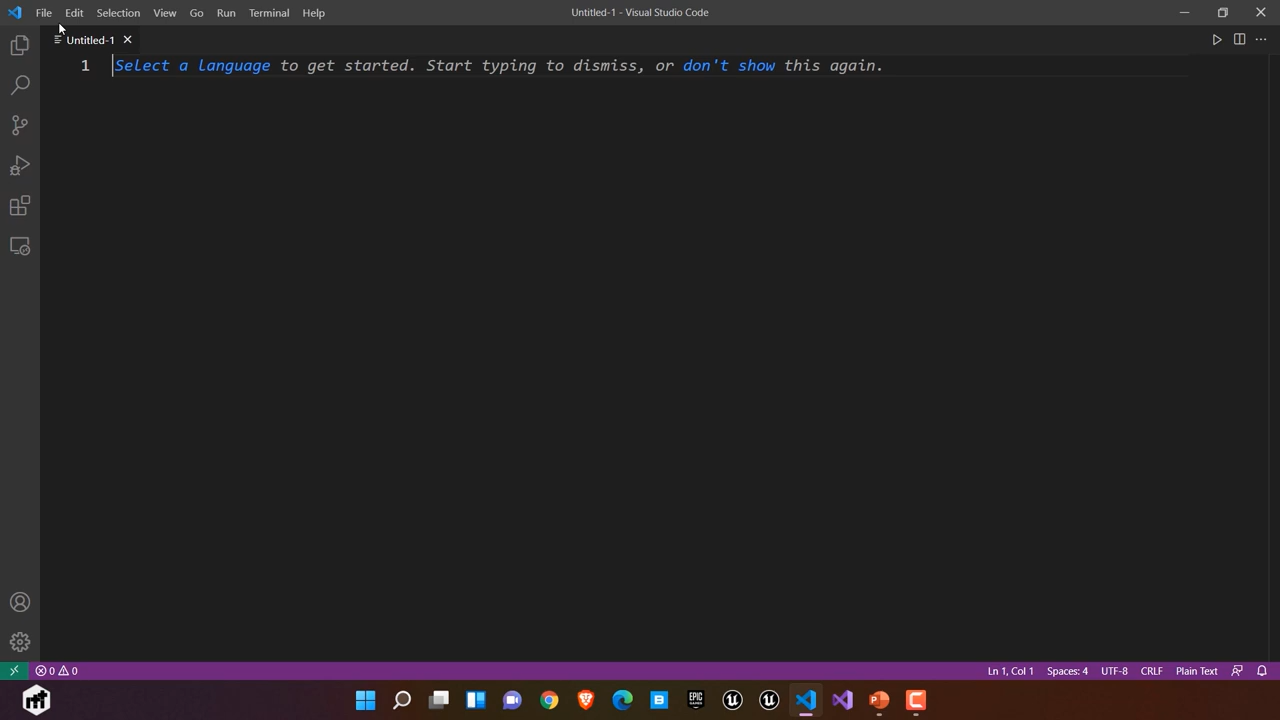 File Edit Selection View Go Run Terminal Help Untitled-1 - Visual Studio Code
Untitled-1
1 Select a language to get started. Start typing to dismiss, or don't show this again.
0 0 Ln 1, Col 1 Spaces: 4 UTF-8 CRLF Plain Text
EPIC GAMES